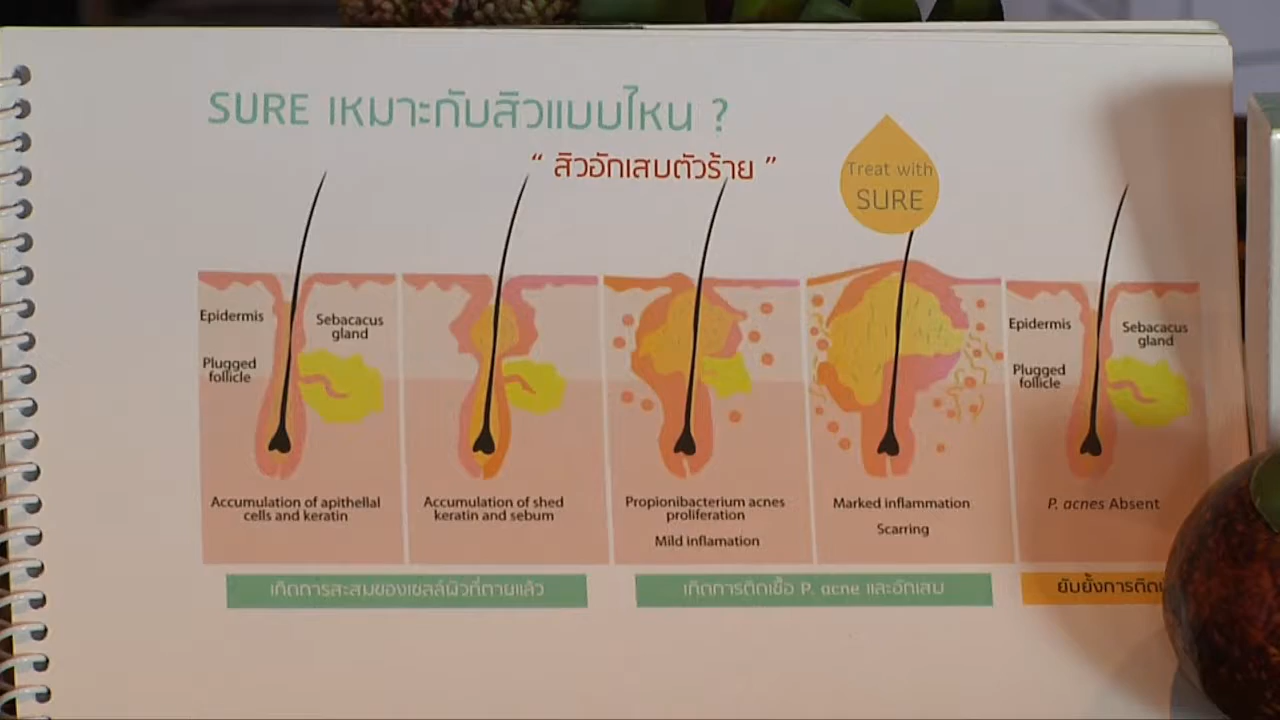 SURE เหมาะกับสิวแบบไหน ?
“ สิวอักเสบตัวร้าย ”
Treat with
SURE
Epidermis
Sebacacus
gland
Plugged
follicle
Accumulation of apithellal
cells and keratin
Accumulation of shed
keratin and sebum
Propionibacterium acnes
proliferation
Mild inflamation
Marked inflammation
Scarring
Epidermis
Sebacacus
gland
Plugged
follicle
P. acnes Absent
เกิดการสะสมของเซลล์ผิวที่ตายแล้ว
เกิดการติดเชื้อ P. acne และอักเสบ
ยับยั้งการติด